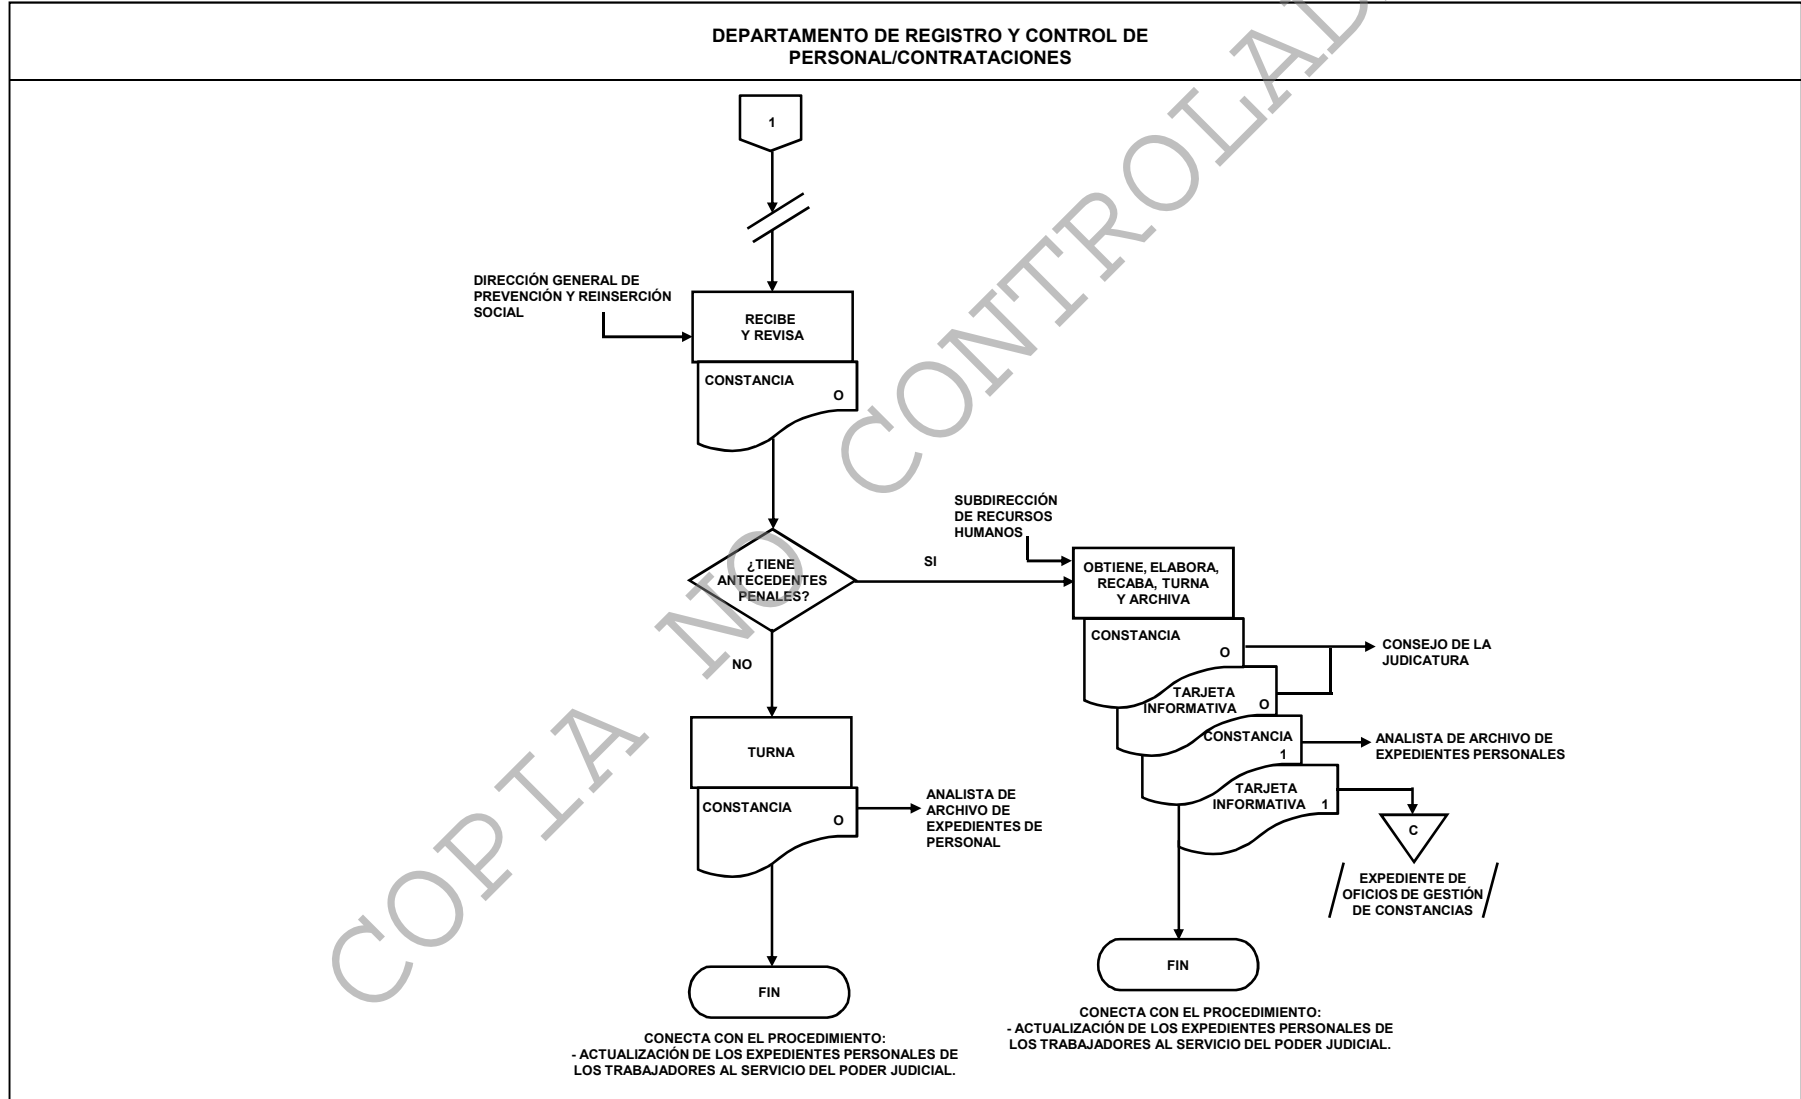 DEPARTAMENTO DE REGISTRO Y CONTROL DE
PERSONAL/CONTRATACIONES
1
DIRECCIÓN GENERAL DE
PREVENCIÓN Y REINSERCIÓN
SOCIAL
RECIBE
Y REVISA
CONSTANCIA
O
¿TIENE
ANTECEDENTES
PENALES?
SI
NO
SUBDIRECCIÓN
DE RECURSOS
HUMANOS
OBTIENE, ELABORA,
RECABA, TURNA
Y ARCHIVA
CONSTANCIA
O
CONSEJO DE LA
JUDICATURA
TARJETA
INFORMATIVA O
CONSTANCIA
1
ANALISTA DE ARCHIVO DE
EXPEDIENTES PERSONALES
TARJETA
INFORMATIVA 1
C
EXPEDIENTE DE
OFICIOS DE GESTIÓN
DE CONSTANCIAS
TURNA
CONSTANCIA
O
ANALISTA DE
ARCHIVO DE
EXPEDIENTES DE
PERSONAL
FIN
CONECTA CON EL PROCEDIMIENTO:
- ACTUALIZACIÓN DE LOS EXPEDIENTES PERSONALES DE
LOS TRABAJADORES AL SERVICIO DEL PODER JUDICIAL.
FIN
CONECTA CON EL PROCEDIMIENTO:
- ACTUALIZACIÓN DE LOS EXPEDIENTES PERSONALES DE
LOS TRABAJADORES AL SERVICIO DEL PODER JUDICIAL.
COPIA NO CONTROLAD